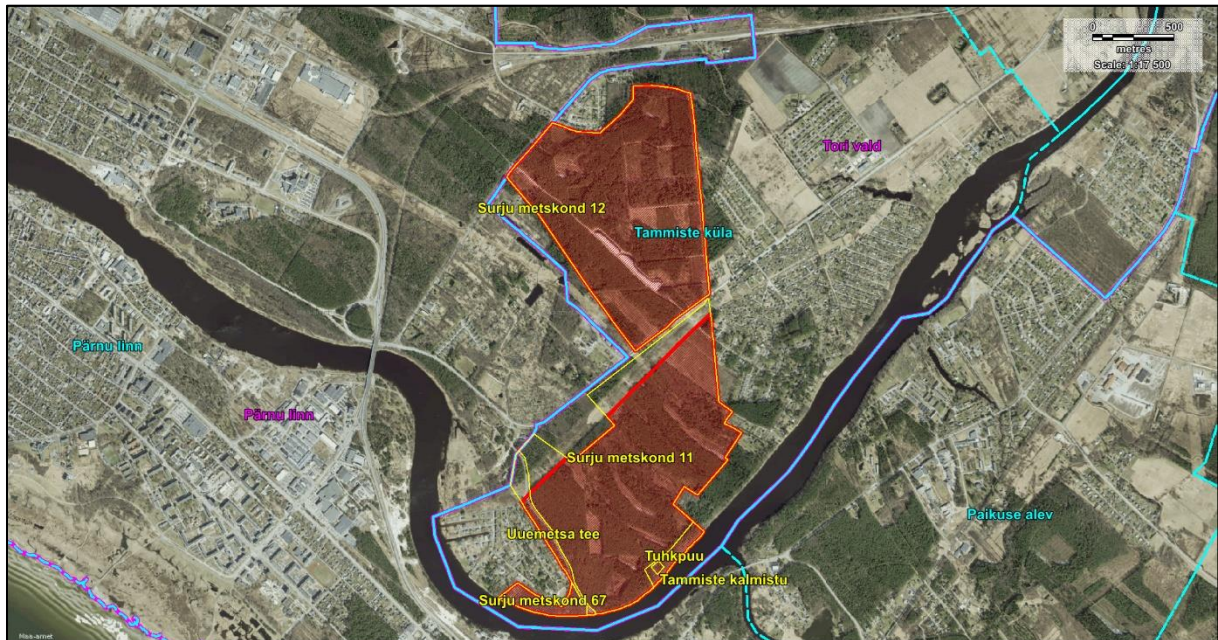 0 500
metres
Scale: 1:17 500
Tori vald
Surju metskond 12
Tammiste küla
Pärnu linn
Pärnu linn
Surju metskond 11
Paikuse alev
Uuemetsa tee
Tuhkpuu
Tammiste kalmistu
Surju metskond 67
Maa-amet